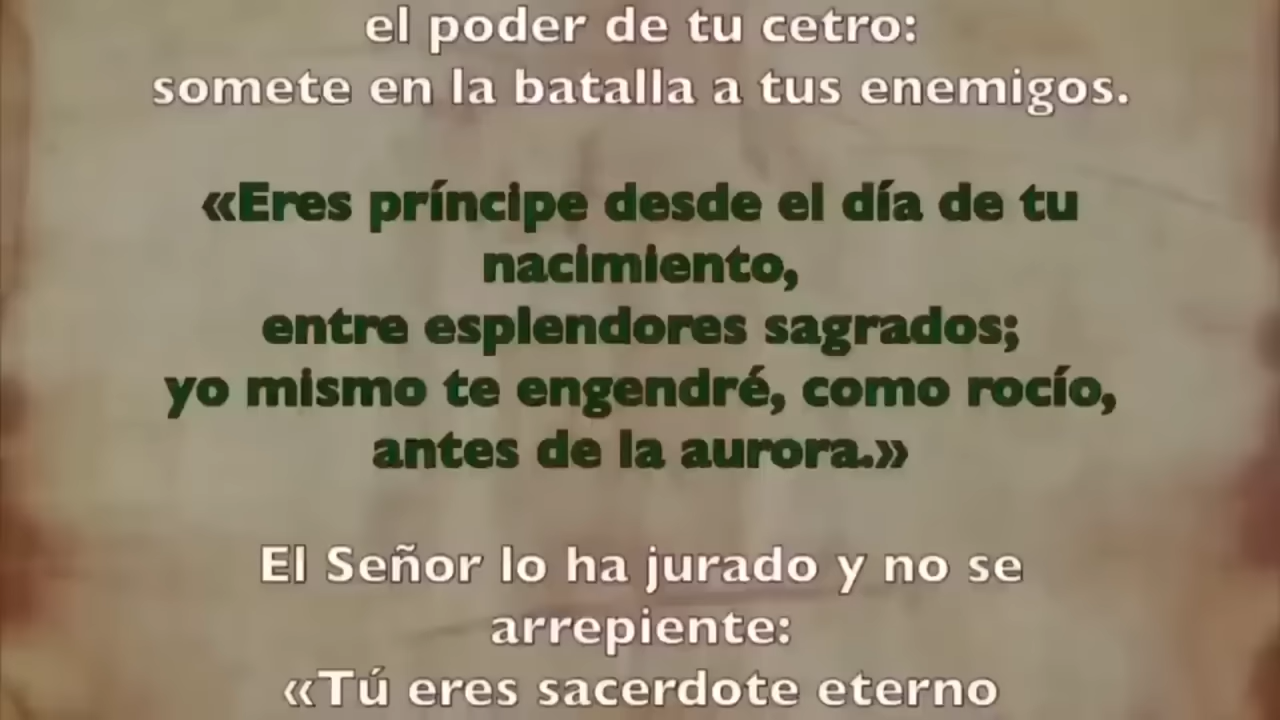 el poder de tu cetro:
somete en la batalla a tus enemigos.
«Eres príncipe desde el día de tu
nacimiento,
entre esplendores sagrados;
yo mismo te engendré, como rocío,
antes de la aurora.»
El Señor lo ha jurado y no se
arrepiente:
«Tú eres sacerdote eterno